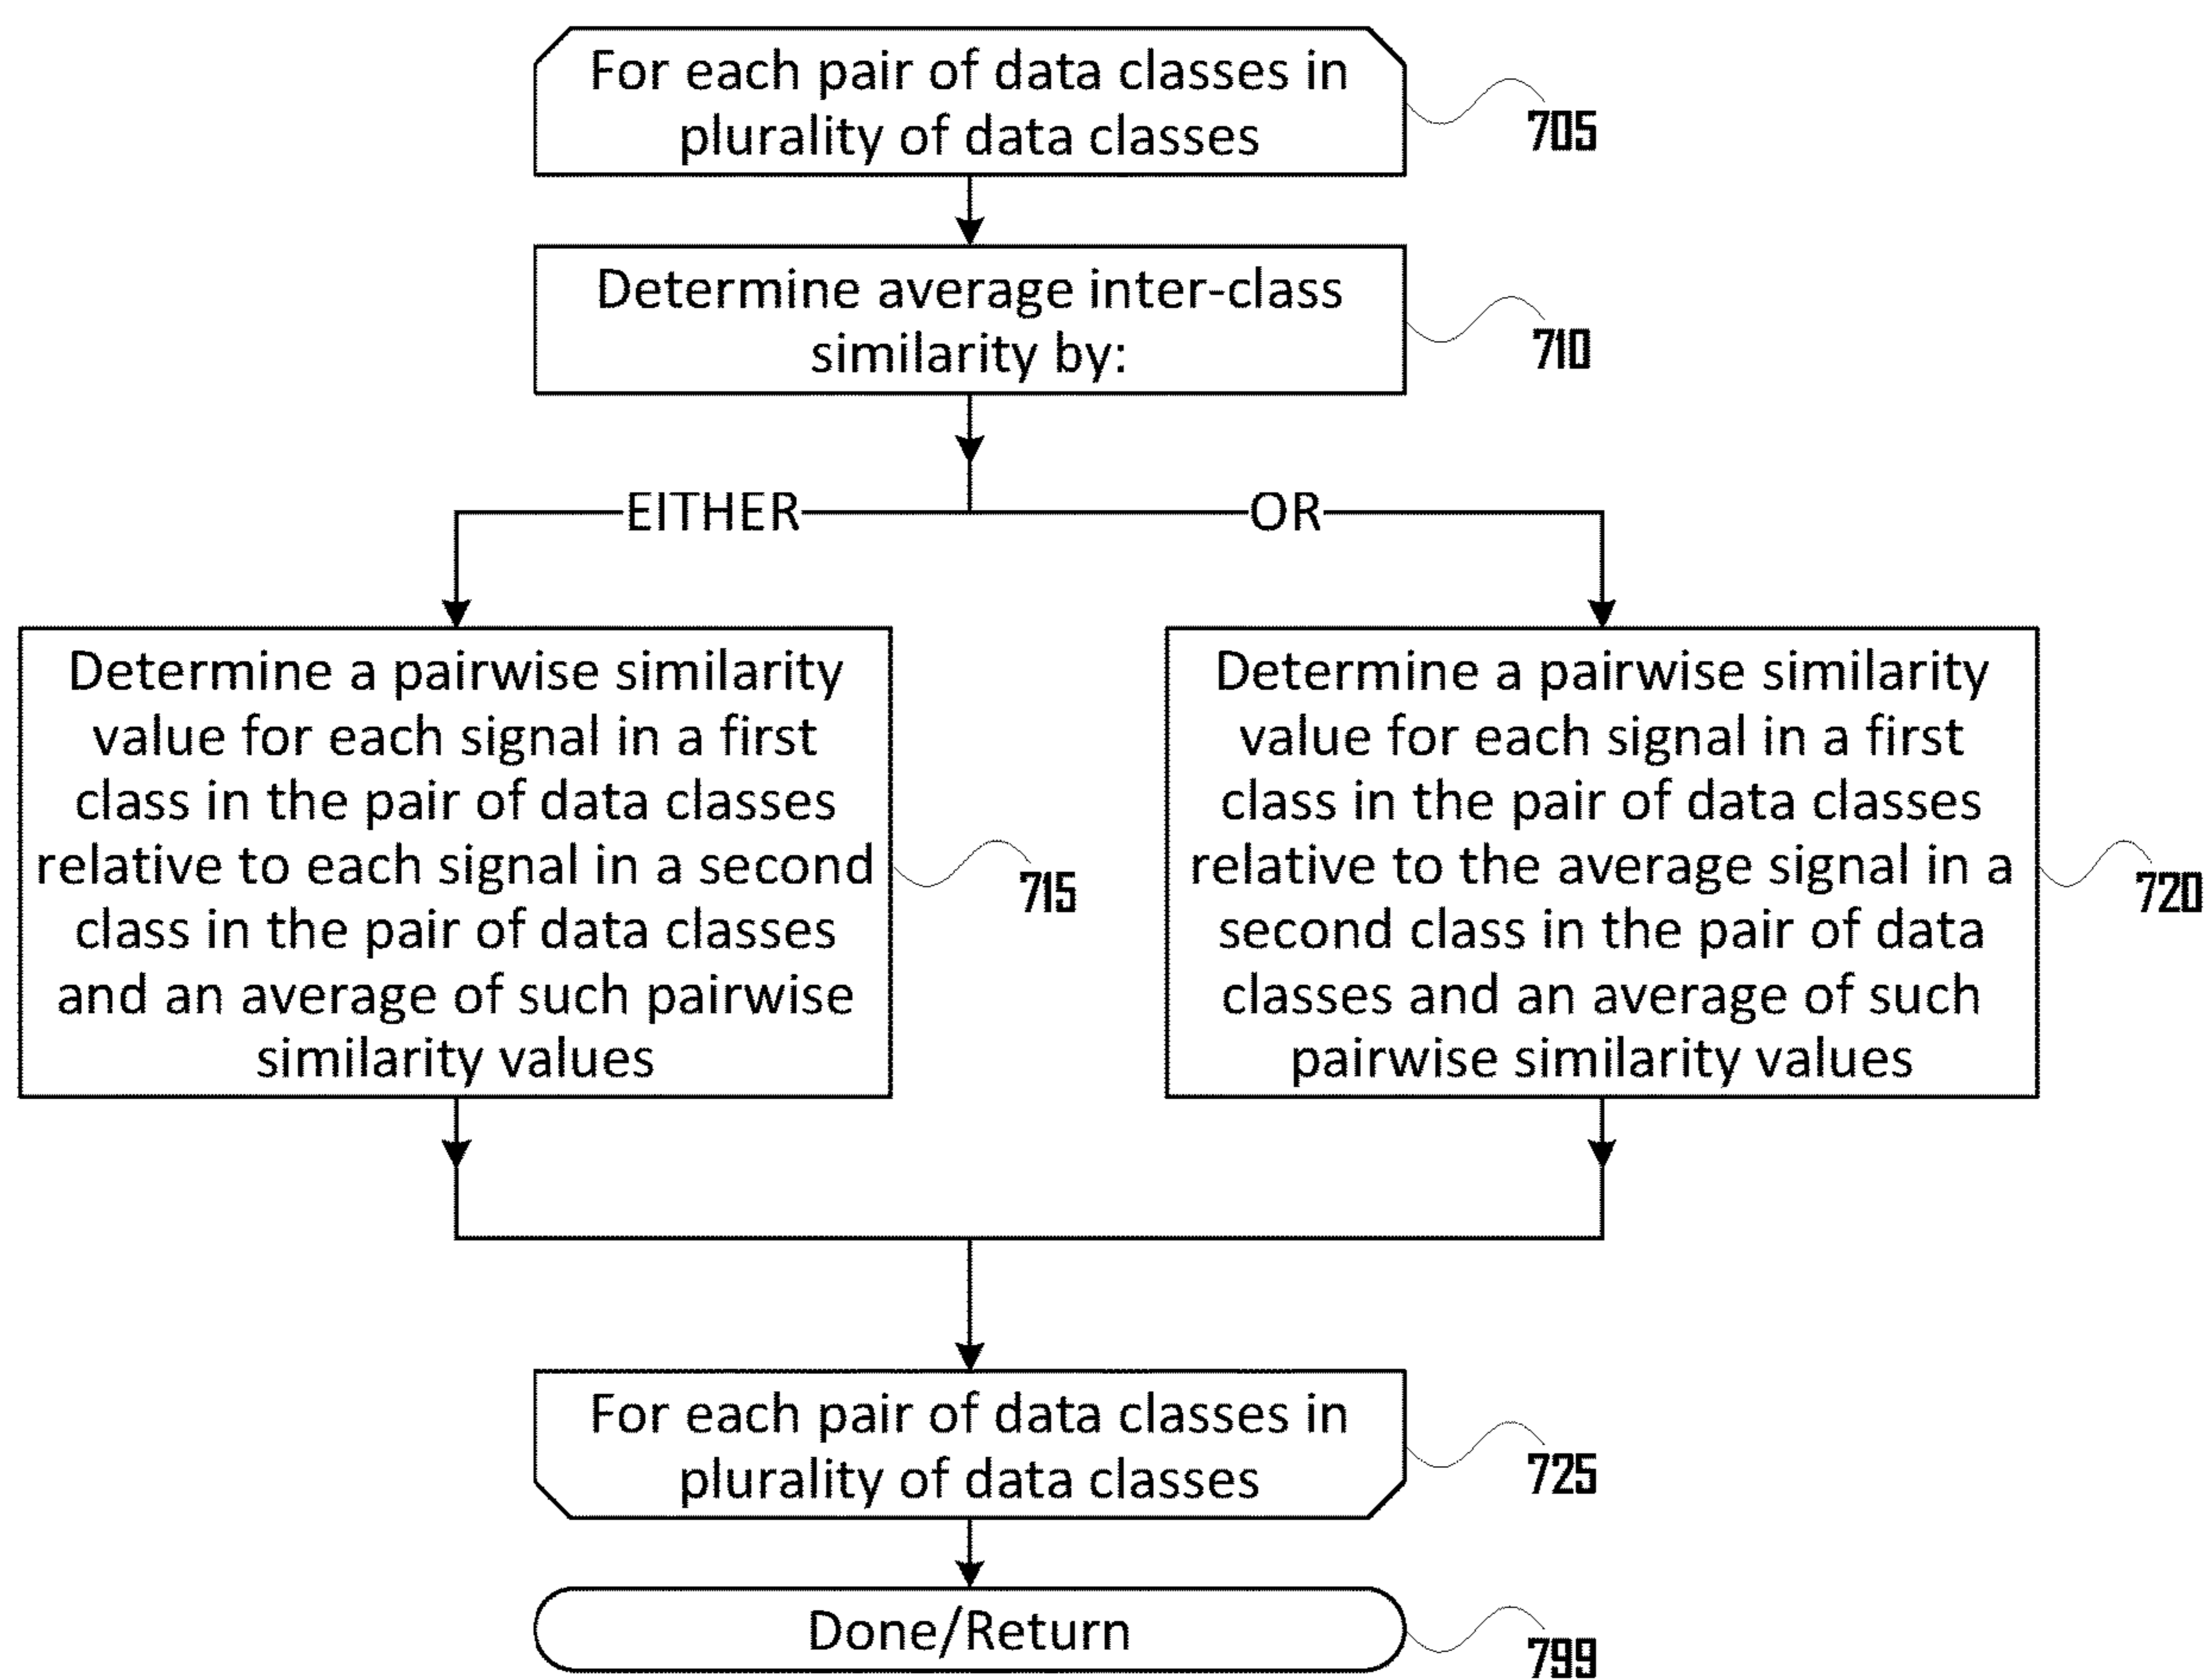 For each pair of data classes in
plurality of data classes
705
Determine average inter-class
similarity by:
710
EITHER
OR
Determine a pairwise similarity
value for each signal in a first
class in the pair of data classes
relative to each signal in a second
class in the pair of data classes
and an average of such pairwise
similarity values
715
Determine a pairwise similarity
value for each signal in a first
class in the pair of data classes
relative to the average signal in a
second class in the pair of data
classes and an average of such
pairwise similarity values
720
For each pair of data classes in
plurality of data classes
725
Done/Return
799